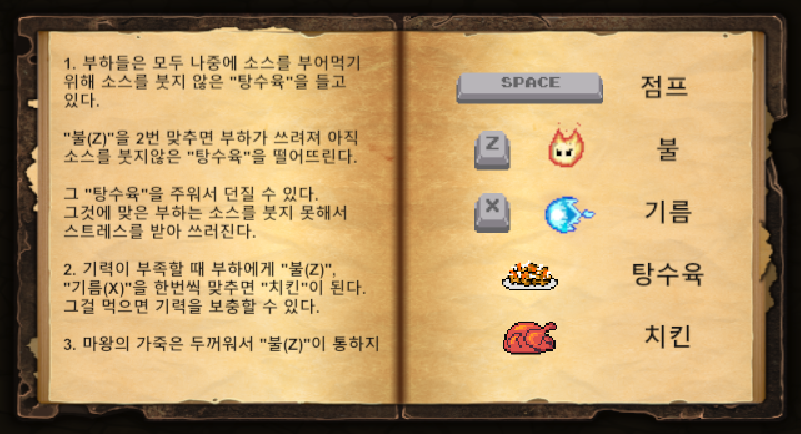 1. 부하들은 모두 나중에 소스를 부어먹기
위해 소스를 붓지 않은 "탕수육"을 들고
있다.
"불(Z)"을 2번 맞추면 부하가 쓰러져 아직
소스를 붓지않은 "탕수육"을 떨어뜨린다.
그 "탕수육"을 주워서 던질 수 있다.
그것에 맞은 부하는 소스를 붓지 못해서
스트레스를 받아 쓰러진다.
2. 기력이 부족할 때 부하에게 "불(Z)",
"기름(X)"을 한번씩 맞추면 "치킨"이 된다.
그걸 먹으면 기력을 보충할 수 있다.
3. 마왕의 가죽은 두꺼워서 "불(Z)"이 통하지
SPACE 점프
Z 불
X 기름
탕수육
치킨